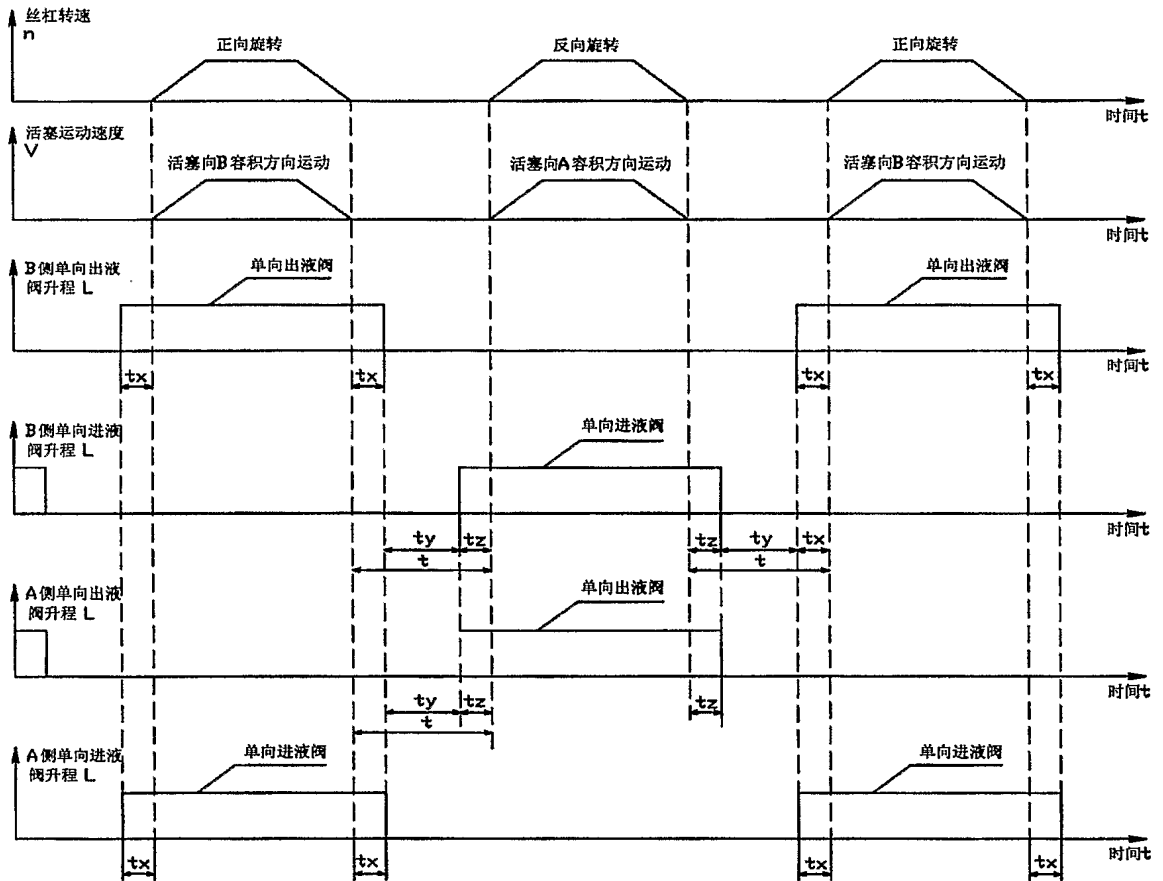 丝杠转速
n
正向旋转
反向旋转
正向旋转
时间t
活塞运动速度
V
活塞向B容积方向运动
活塞向A容积方向运动
活塞向B容积方向运动
时间t
B侧单向出液
阀升程 L
单向出液阀
单向出液阀
时间t
tx
tx
tx
tx
B侧单向进液
阀升程 L
单向进液阀
时间t
ty
tz
tz
ty
tx
t
t
A侧单向出液
阀升程 L
单向出液阀
时间t
ty
tz
tz
t
A侧单向进液
阀升程 L
单向进液阀
单向进液阀
时间t
tx
tx
tx
tx